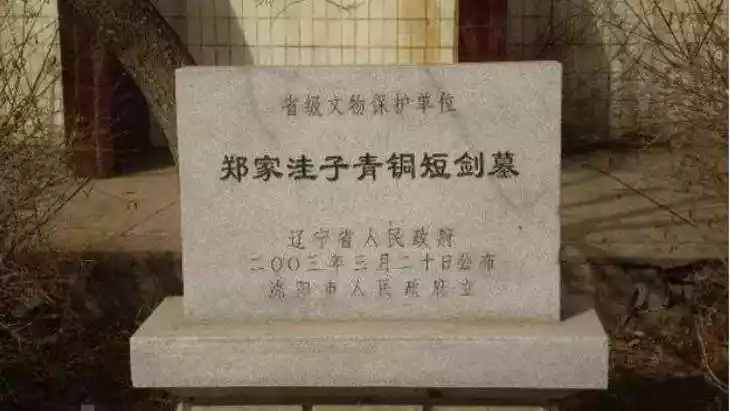 省级文物保护单位
郑家洼子青铜短剑墓
辽宁省人民政府
二〇〇三年三月二十日公布
沈阳市人民政府立